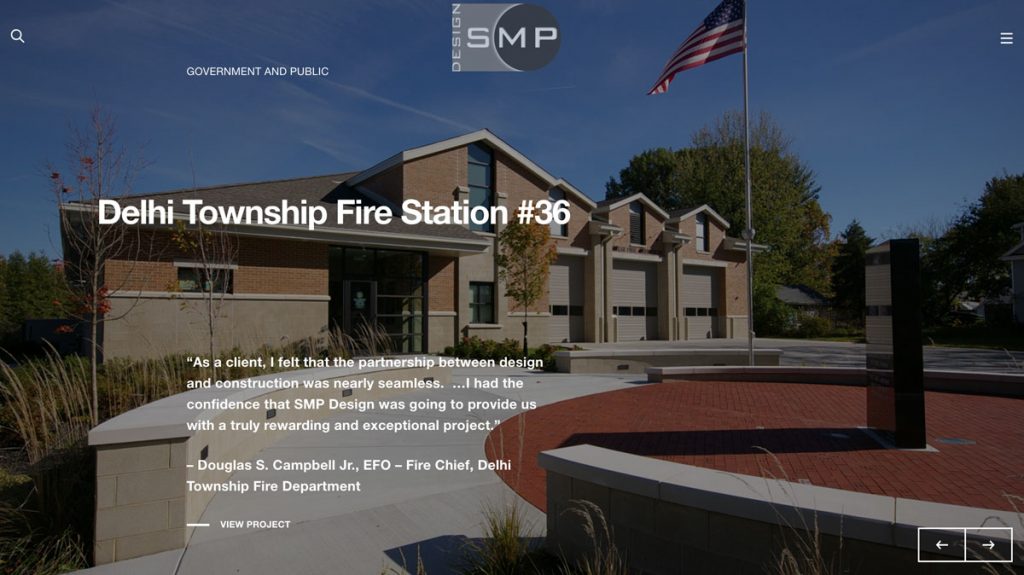 DESIGN
SMP
GOVERNMENT AND PUBLIC
Delhi Township Fire Station #36
“As a client, I felt that the partnership between design
and construction was nearly seamless.  …I had the
confidence that SMP Design was going to provide us
with a truly rewarding and exceptional project.”
– Douglas S. Campbell Jr., EFO – Fire Chief, Delhi
Township Fire Department
VIEW PROJECT